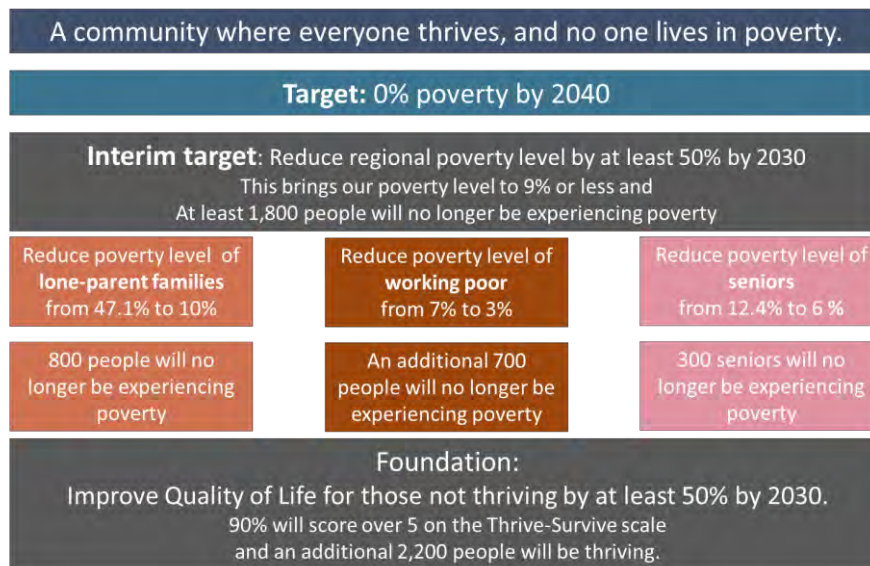 A community where everyone thrives, and no one lives in poverty.
Target: 0% poverty by 2040
Interim target: Reduce regional poverty level by at least 50% by 2030
This brings our poverty level to 9% or less and
At least 1,800 people will no longer be experiencing poverty
Reduce poverty level of
lone-parent families
from 47.1% to 10%
Reduce poverty level of
working poor
from 7% to 3%
Reduce poverty level of
seniors
from 12.4% to 6 %
800 people will no
longer be experiencing
poverty
An additional 700
people will no longer be
experiencing poverty
300 seniors will no
longer be experiencing
poverty
Foundation:
Improve Quality of Life for those not thriving by at least 50% by 2030.
90% will score over 5 on the Thrive-Survive scale
and an additional 2,200 people will be thriving.